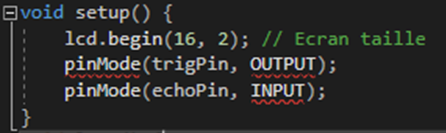 void setup() {
lcd.begin(16, 2); // Ecran taille
pinMode(trigPin, OUTPUT);
pinMode(echoPin, INPUT);
}